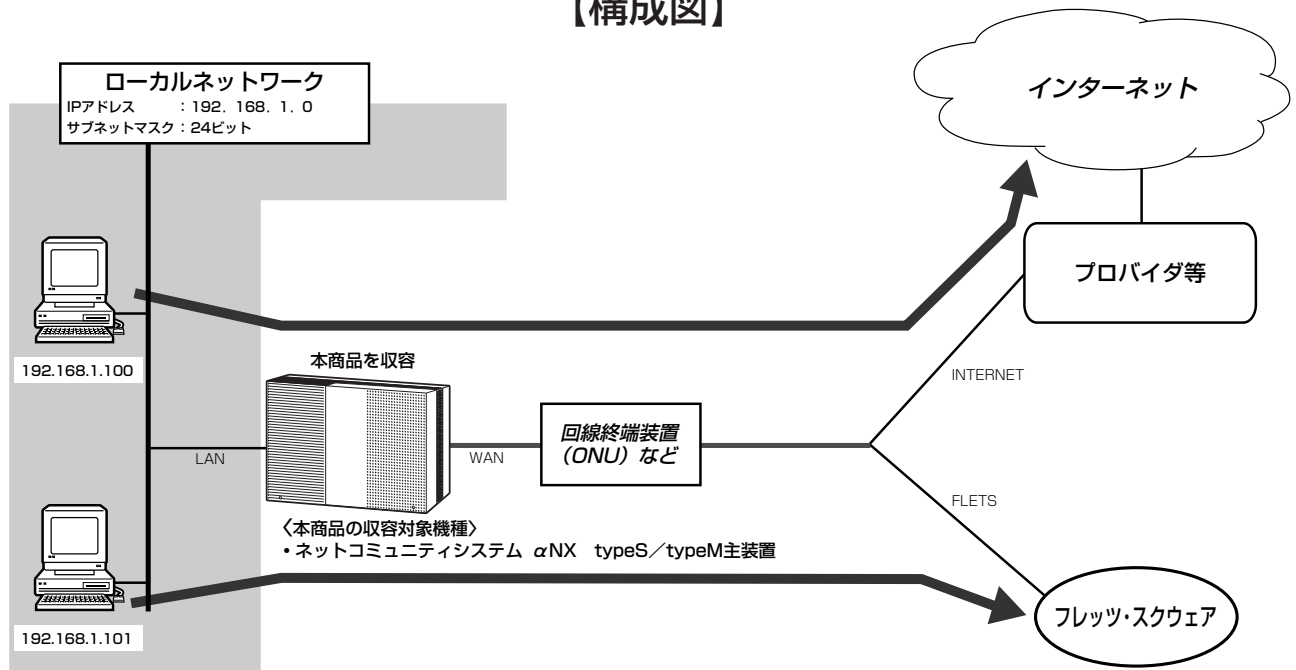 【構成図】
ローカルネットワーク
IPアドレス　　：192. 168. 1. 0
サブネットマスク：24ビット
インターネット
プロバイダ等
192.168.1.100
本商品を収容
INTERNET
LAN
WAN
回線終端装置
（ONU）など
FLETS
〈本商品の収容対象機種〉
・ネットコミュニティシステム αNX　typeS／typeM主装置
192.168.1.101
フレッツ・スクウェア